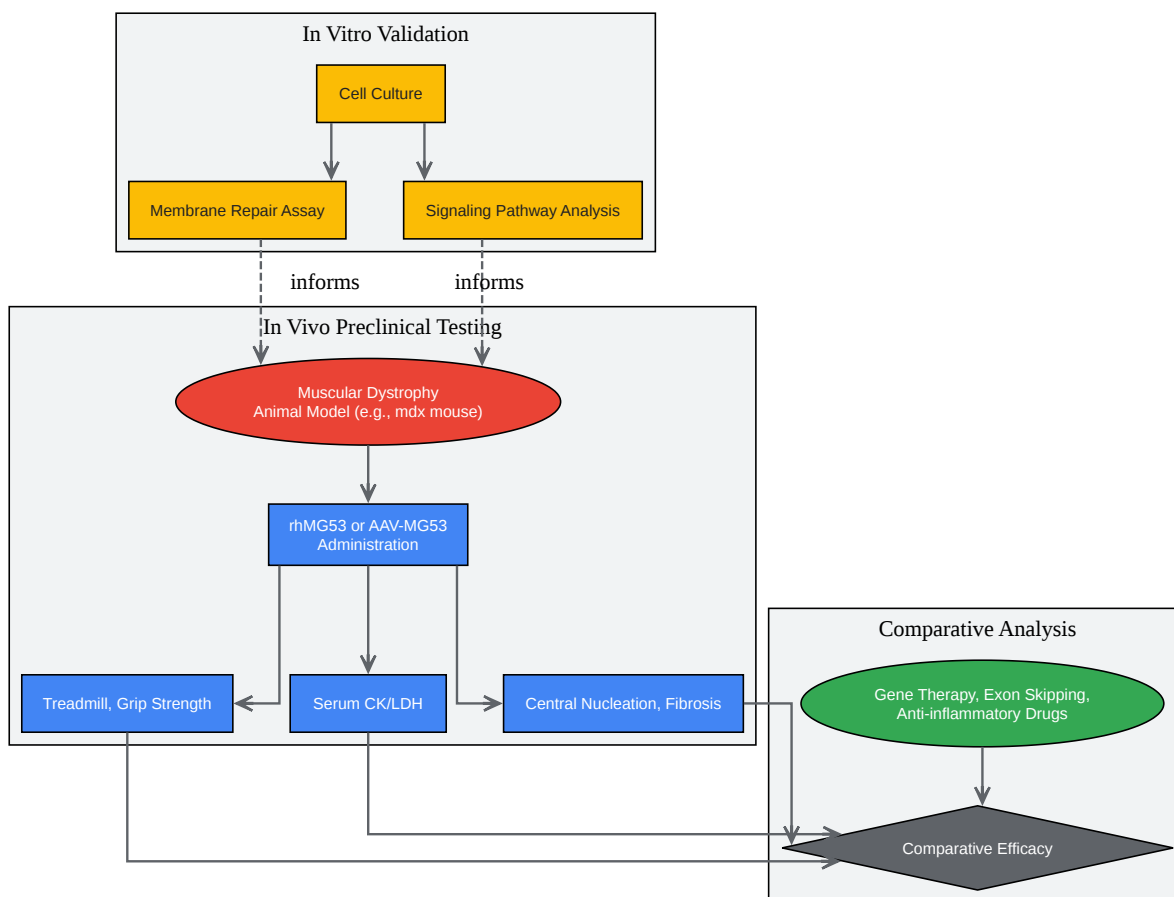 In Vitro Validation
Cell Culture
Membrane Repair Assay
Signaling Pathway Analysis
informs
informs
In Vivo Preclinical Testing
Muscular Dystrophy
Animal Model (e.g., mdx mouse)
rhMG53 or AAV-MG53
Administration
Treadmill, Grip Strength
Serum CK/LDH
Central Nucleation, Fibrosis
Comparative Analysis
Gene Therapy, Exon Skipping,
Anti-inflammatory Drugs
Comparative Efficacy